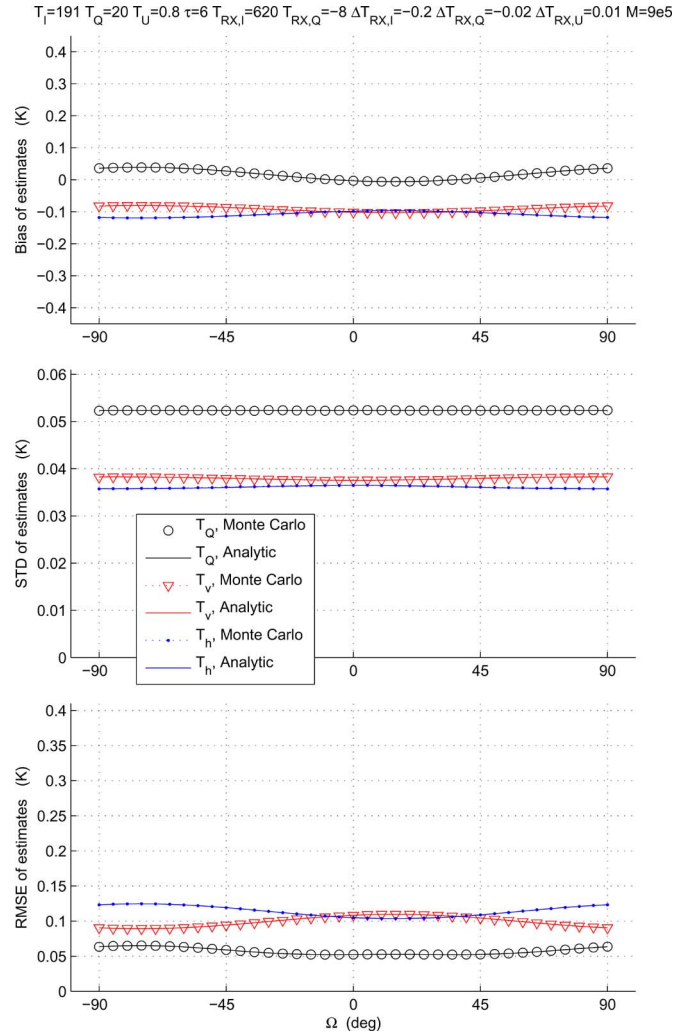 T_I=191 T_Q=20 T_U=0.8 τ=6 T_RX,I=620 T_RX,Q=−8 ΔT_RX,I=−0.2 ΔT_RX,Q=−0.02 ΔT_RX,U=0.01 M=9e5
0.4
0.3
0.2
0.1
0
−0.1
−0.2
−0.3
−0.4
Bias of estimates (K)
−90 −45 0 45 90
0.06
0.05
0.04
0.03
0.02
0.01
0
STD of estimates (K)
T_Q, Monte Carlo
T_Q, Analytic
T_v, Monte Carlo
T_v, Analytic
T_h, Monte Carlo
T_h, Analytic
−90 −45 0 45 90
0.4
0.35
0.3
0.25
0.2
0.15
0.1
0.05
0
RMSE of estimates (K)
−90 −45 0 45 90
Ω (deg)